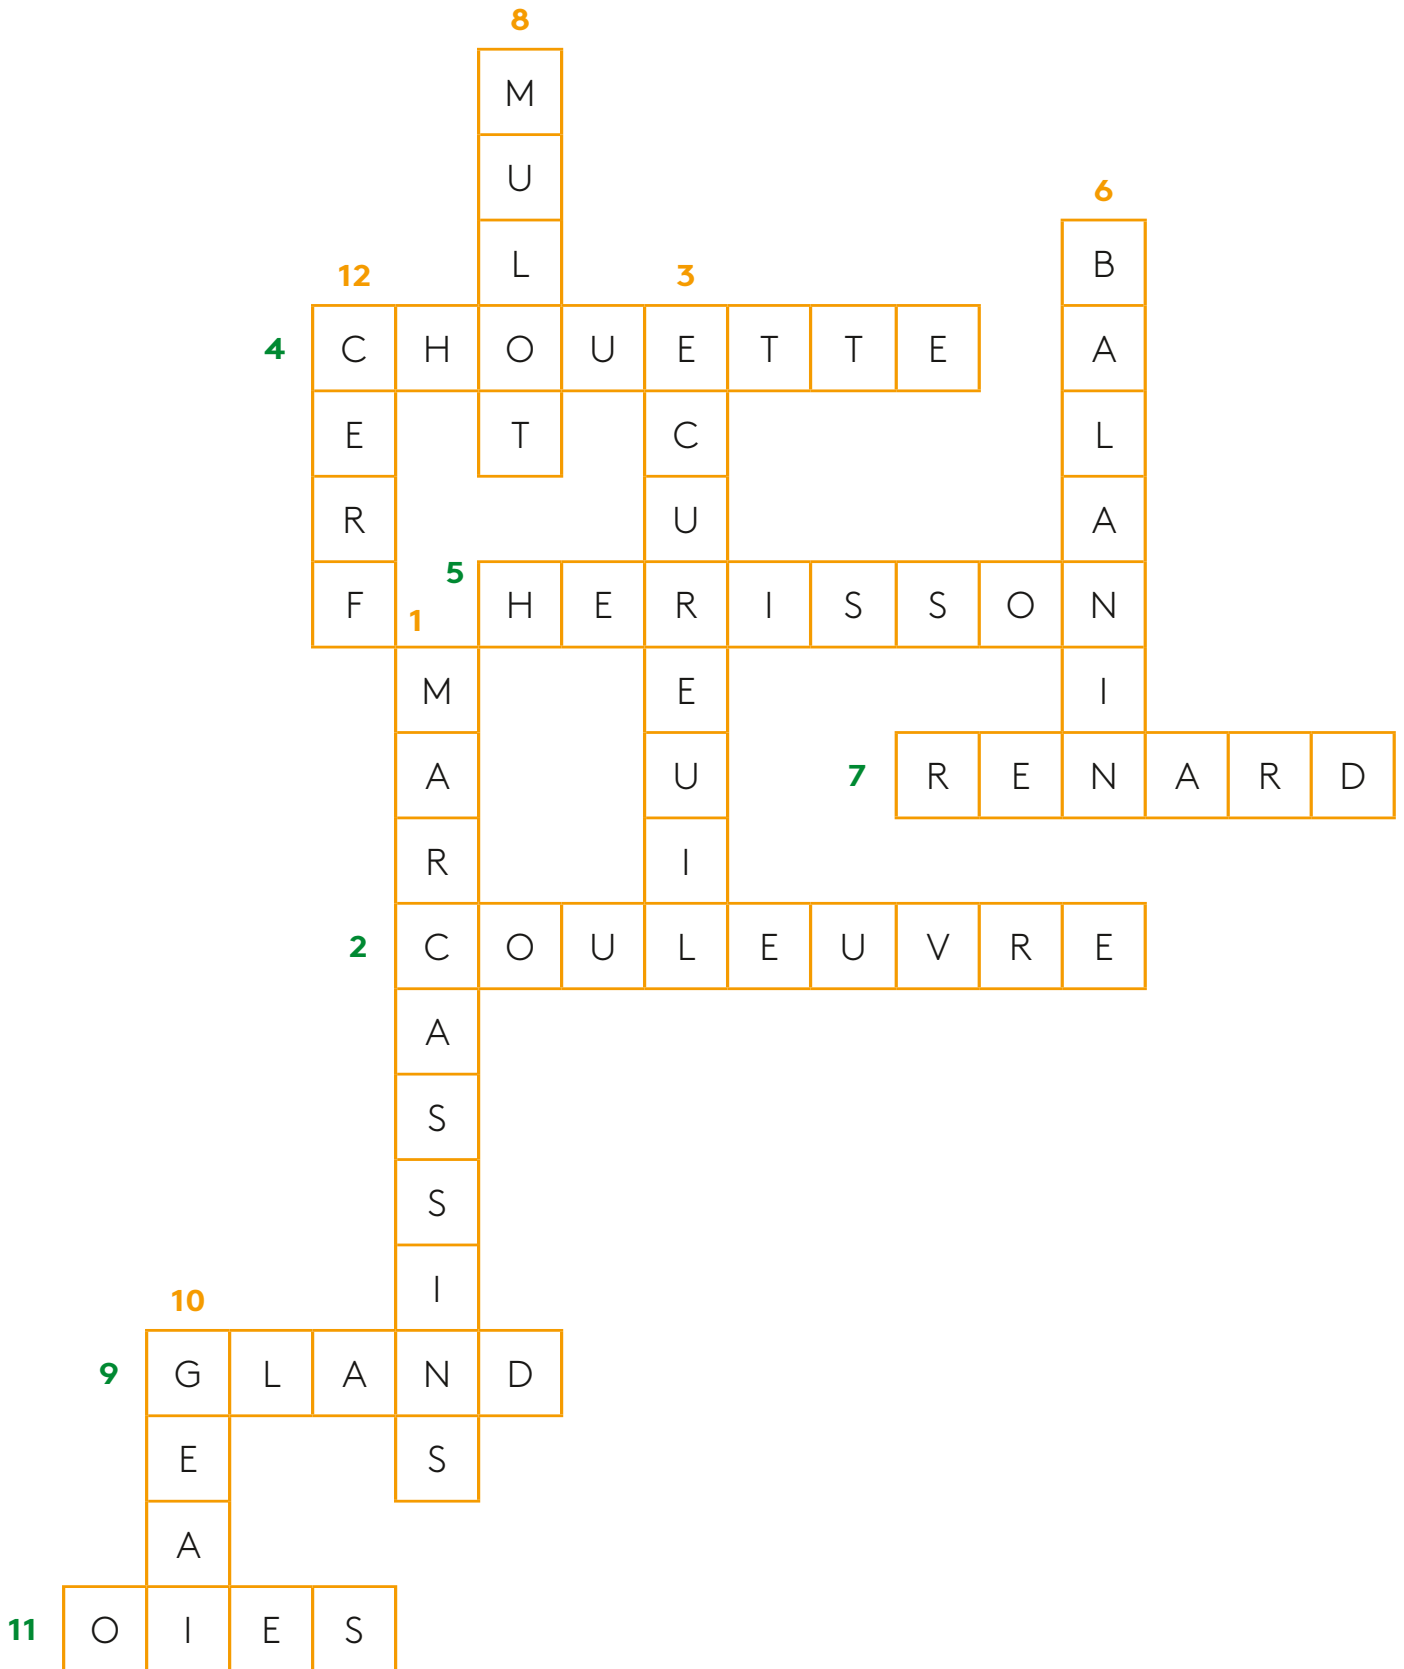 8
M
U
6
L B
12 3
4 C H O U E T T E A
E T C L
R U A
5
F 1 H E R I S S O N
M E I
A U 7 R E N A R D
R I
2 C O U L E U V R E
A
S
S
I
10
9 G L A N D
E S
A
11 O I E S